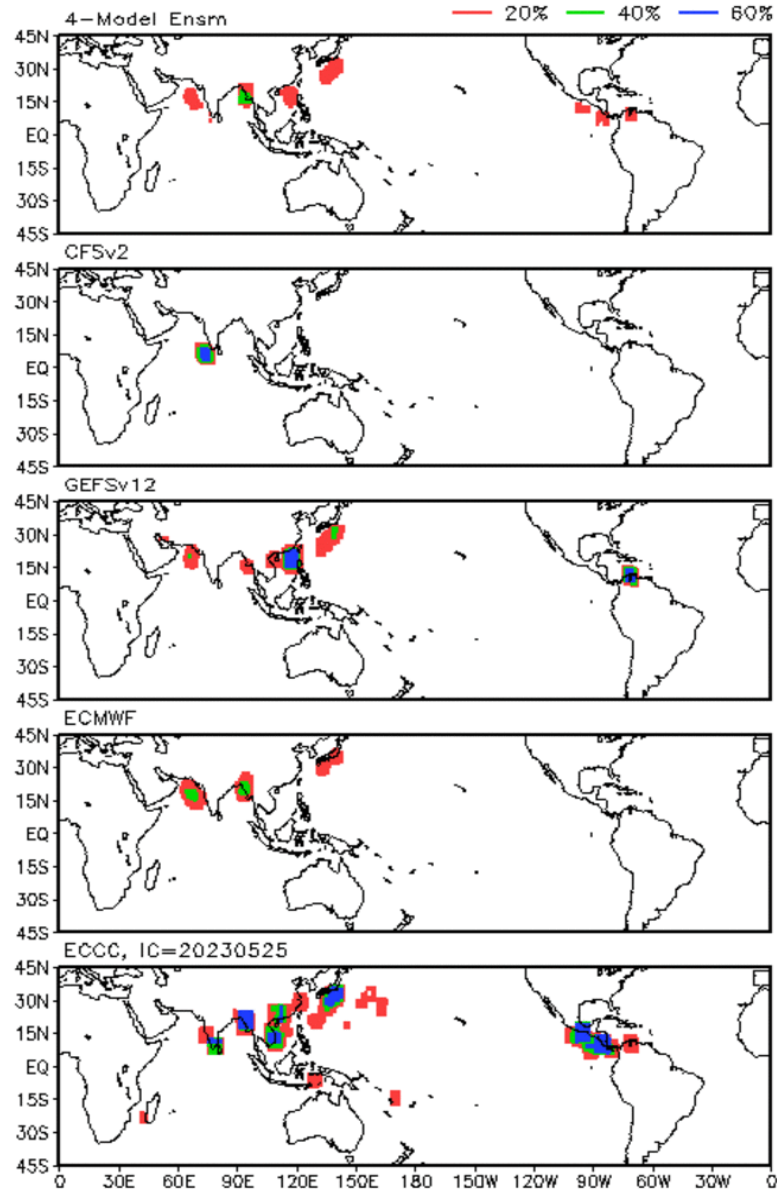 4-Model Ensm 20% 40% 60%
45N
30N
15N
EQ
15S
30S
45S
CFSv2
45N
30N
15N
EQ
15S
30S
45S
GEFSv12
45N
30N
15N
EQ
15S
30S
45S
ECMWF
45N
30N
15N
EQ
15S
30S
45S
ECCC, IC=20230525
45N
30N
15N
EQ
15S
30S
45S
0 30E 60E 90E 120E 150E 180 150W 120W 90W 60W 30W 0